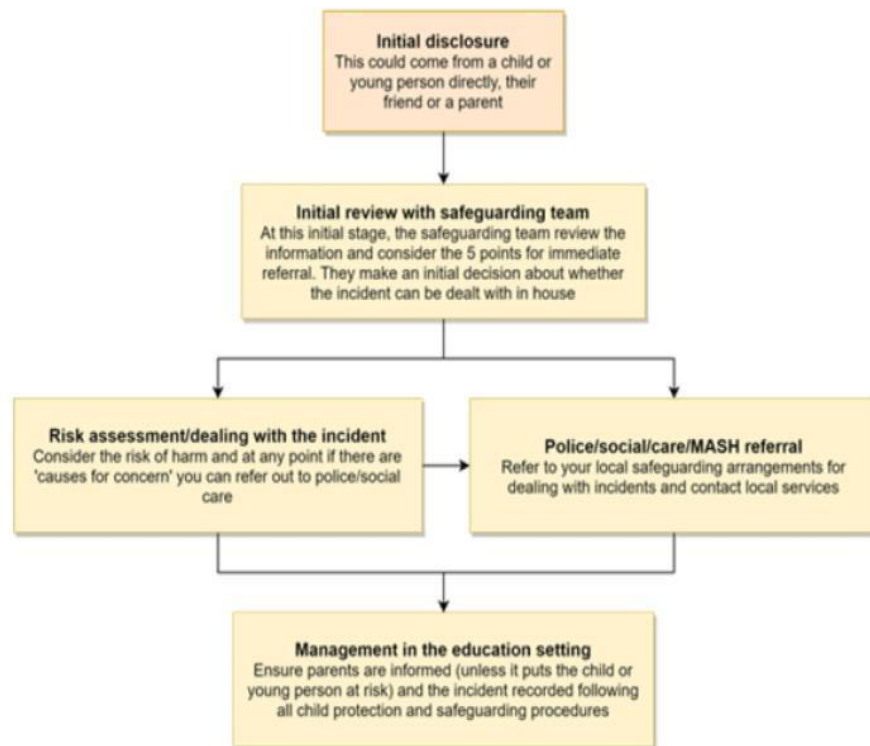 Initial disclosure
This could come from a child or
young person directly, their
friend or a parent
Initial review with safeguarding team
At this initial stage, the safeguarding team review the
information and consider the 5 points for immediate
referral. They make an initial decision about whether
the incident can be dealt with in house
Risk assessment/dealing with the incident
Consider the risk of harm and at any point if there are
'causes for concern' you can refer out to police/social
care
Police/social/care/MASH referral
Refer to your local safeguarding arrangements for
dealing with incidents and contact local services
Management in the education setting
Ensure parents are informed (unless it puts the child or
young person at risk) and the incident recorded following
all child protection and safeguarding procedures